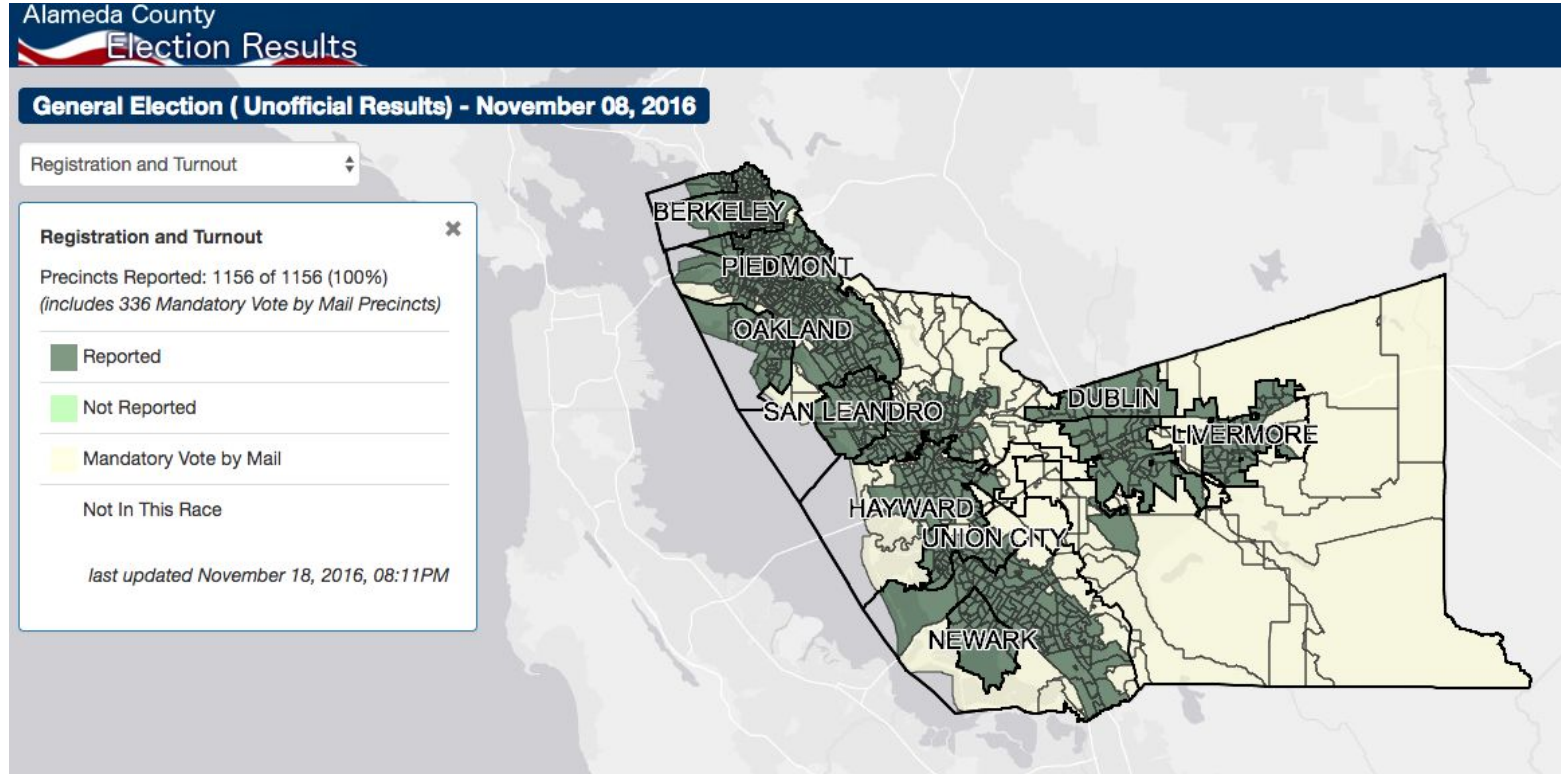 Alameda County
Election Results
General Election ( Unofficial Results) - November 08, 2016
Registration and Turnout
Registration and Turnout
Precincts Reported: 1156 of 1156 (100%)
(includes 336 Mandatory Vote by Mail Precincts)
Reported
Not Reported
Mandatory Vote by Mail
Not In This Race
last updated November 18, 2016, 08:11PM
BERKELEY
PIEDMONT
OAKLAND
SAN LEANDRO
DUBLIN
LIVERMORE
HAYWARD
UNION CITY
NEWARK